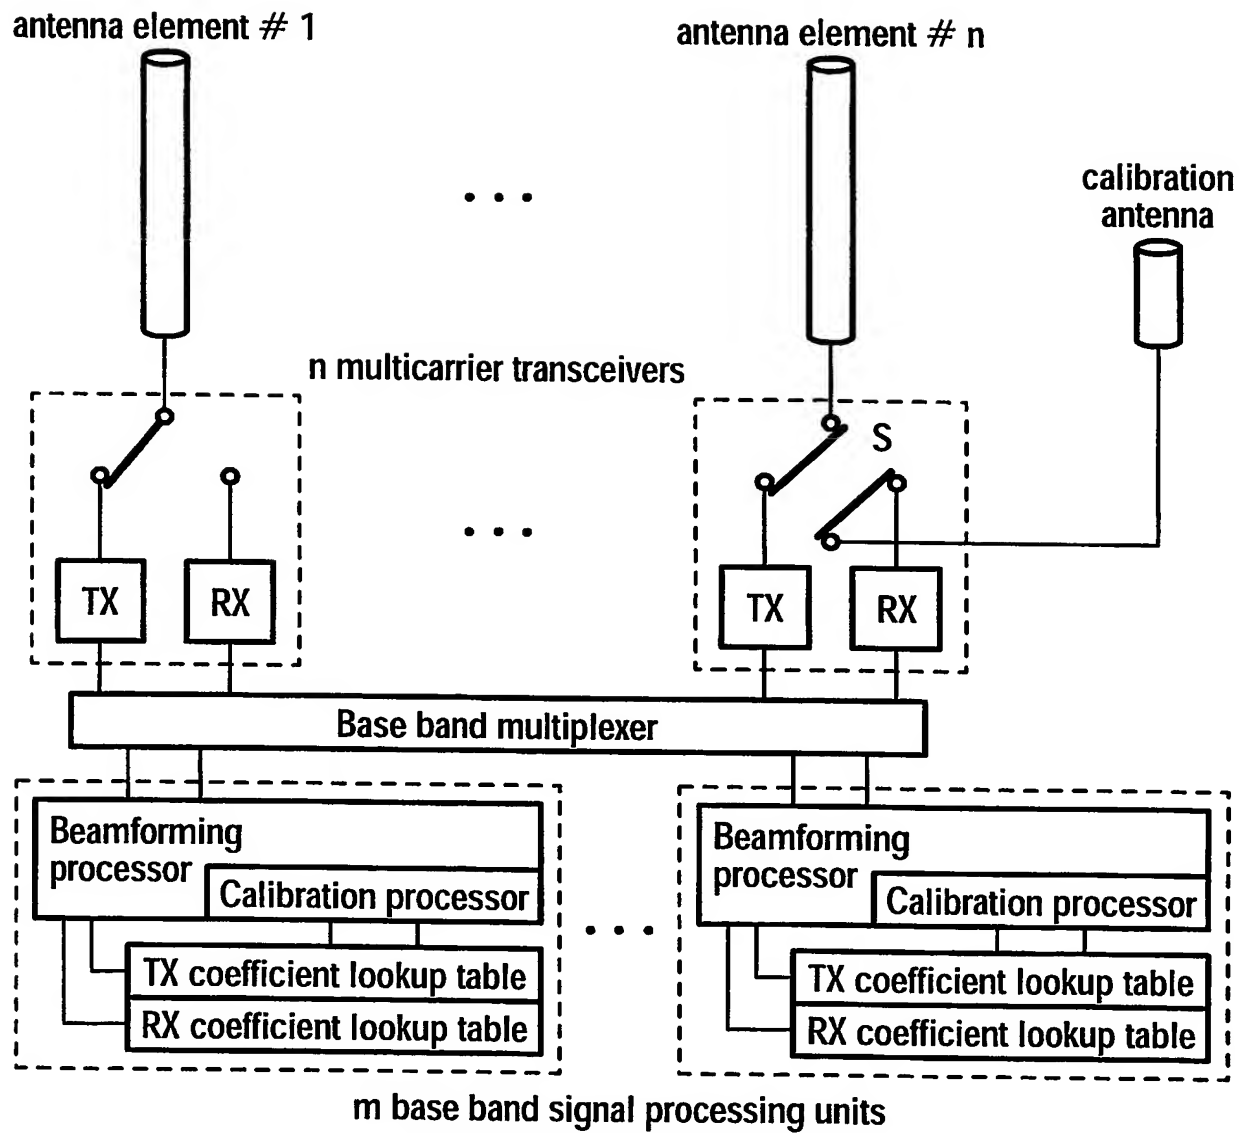 antenna element # 1
antenna element # n
calibration
antenna
n multicarrier transceivers
S
TX
RX
TX
RX
Base band multiplexer
Beamforming
processor
Calibration processor
TX coefficient lookup table
RX coefficient lookup table
Beamforming
processor
Calibration processor
TX coefficient lookup table
RX coefficient lookup table
m base band signal processing units